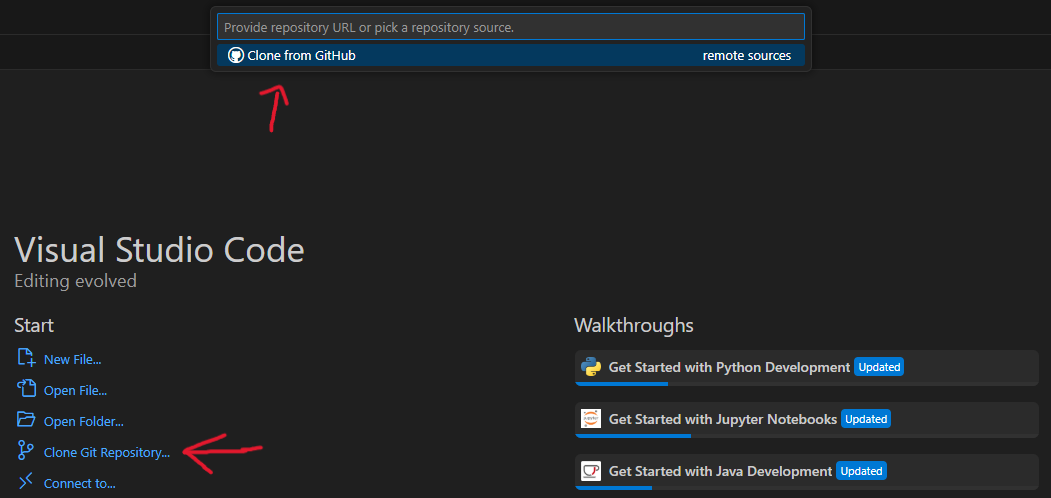 Provide repository URL or pick a repository source.
Clone from GitHub remote sources
Visual Studio Code
Editing evolved
Start
New File...
Open File...
Open Folder...
Clone Git Repository...
Connect to...
Walkthroughs
Get Started with Python Development Updated
Get Started with Jupyter Notebooks Updated
Get Started with Java Development Updated